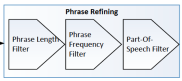 Phrase Refining
Phrase Length
Filter
Phrase
Frequency
Filter
Part-Of-
Speech Filter